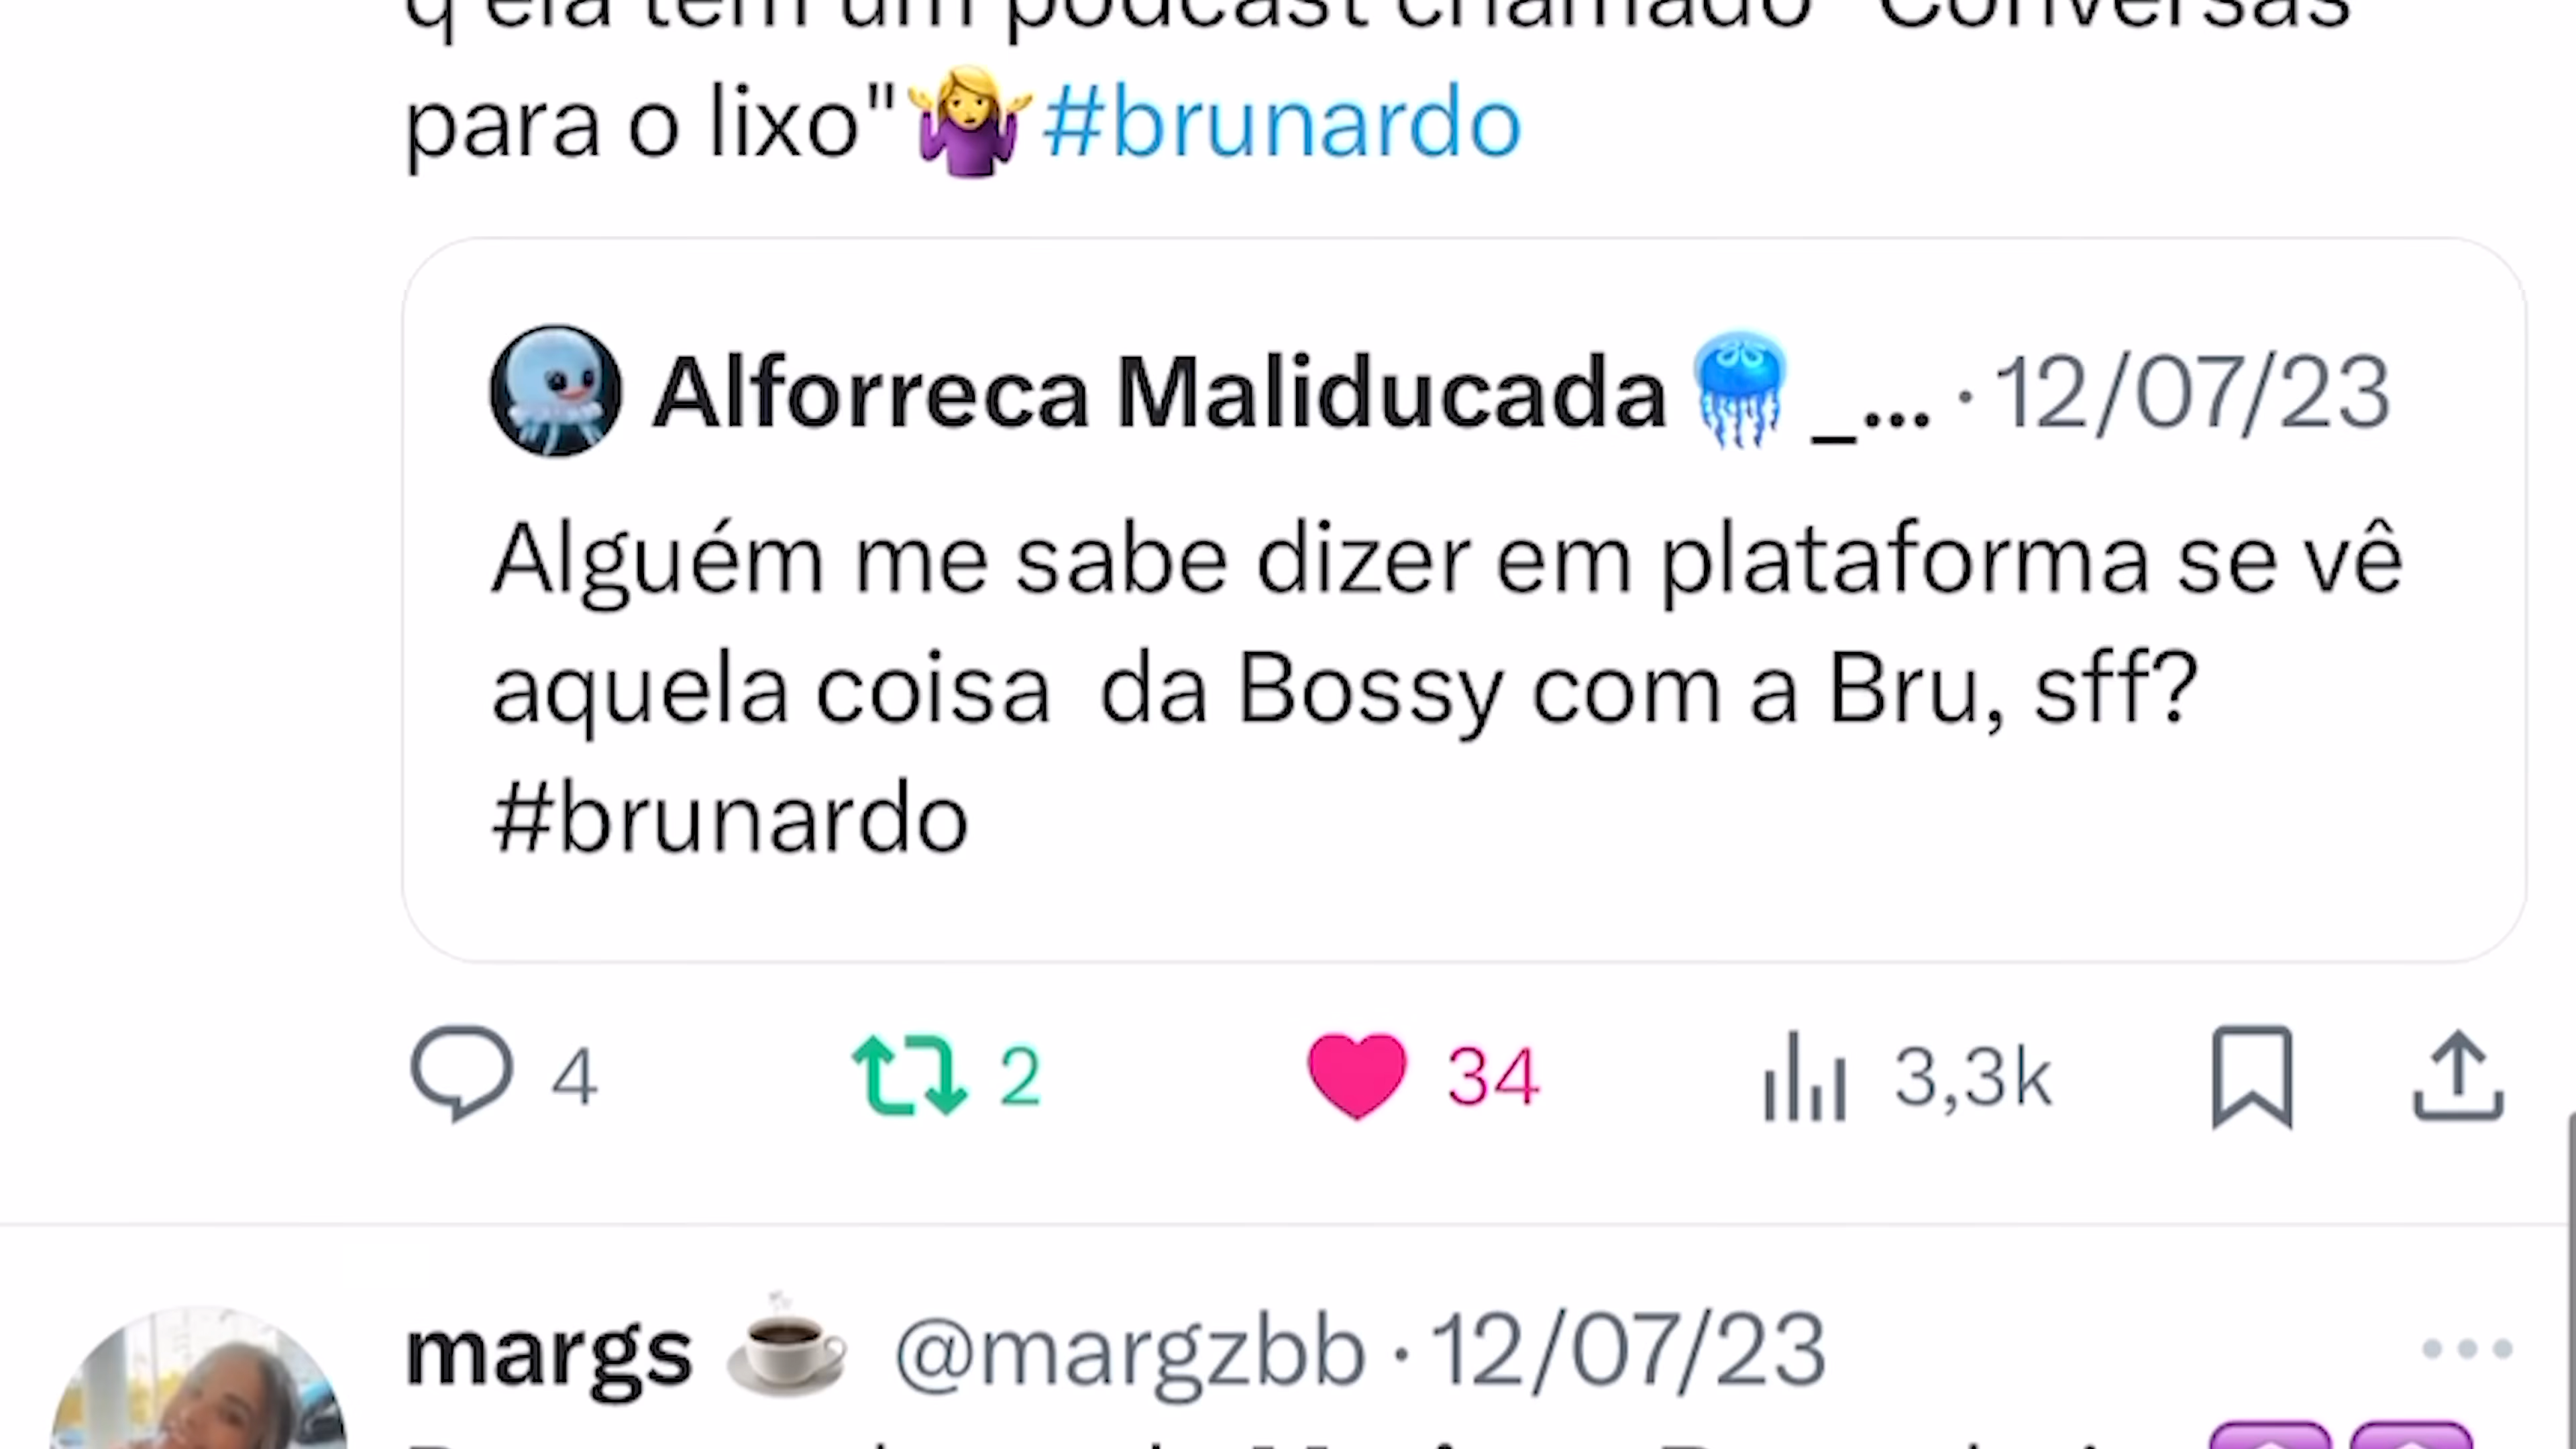 q ela tem um podcast chamado "Conversas
para o lixo"🤷‍♀️#brunardo
Alforreca Maliducada🪼_... · 12/07/23
Alguém me sabe dizer em plataforma se vê
aquela coisa  da Bossy com a Bru, sff?
#brunardo
4 2 34 3,3k
margs ☕ @margzbb · 12/07/23